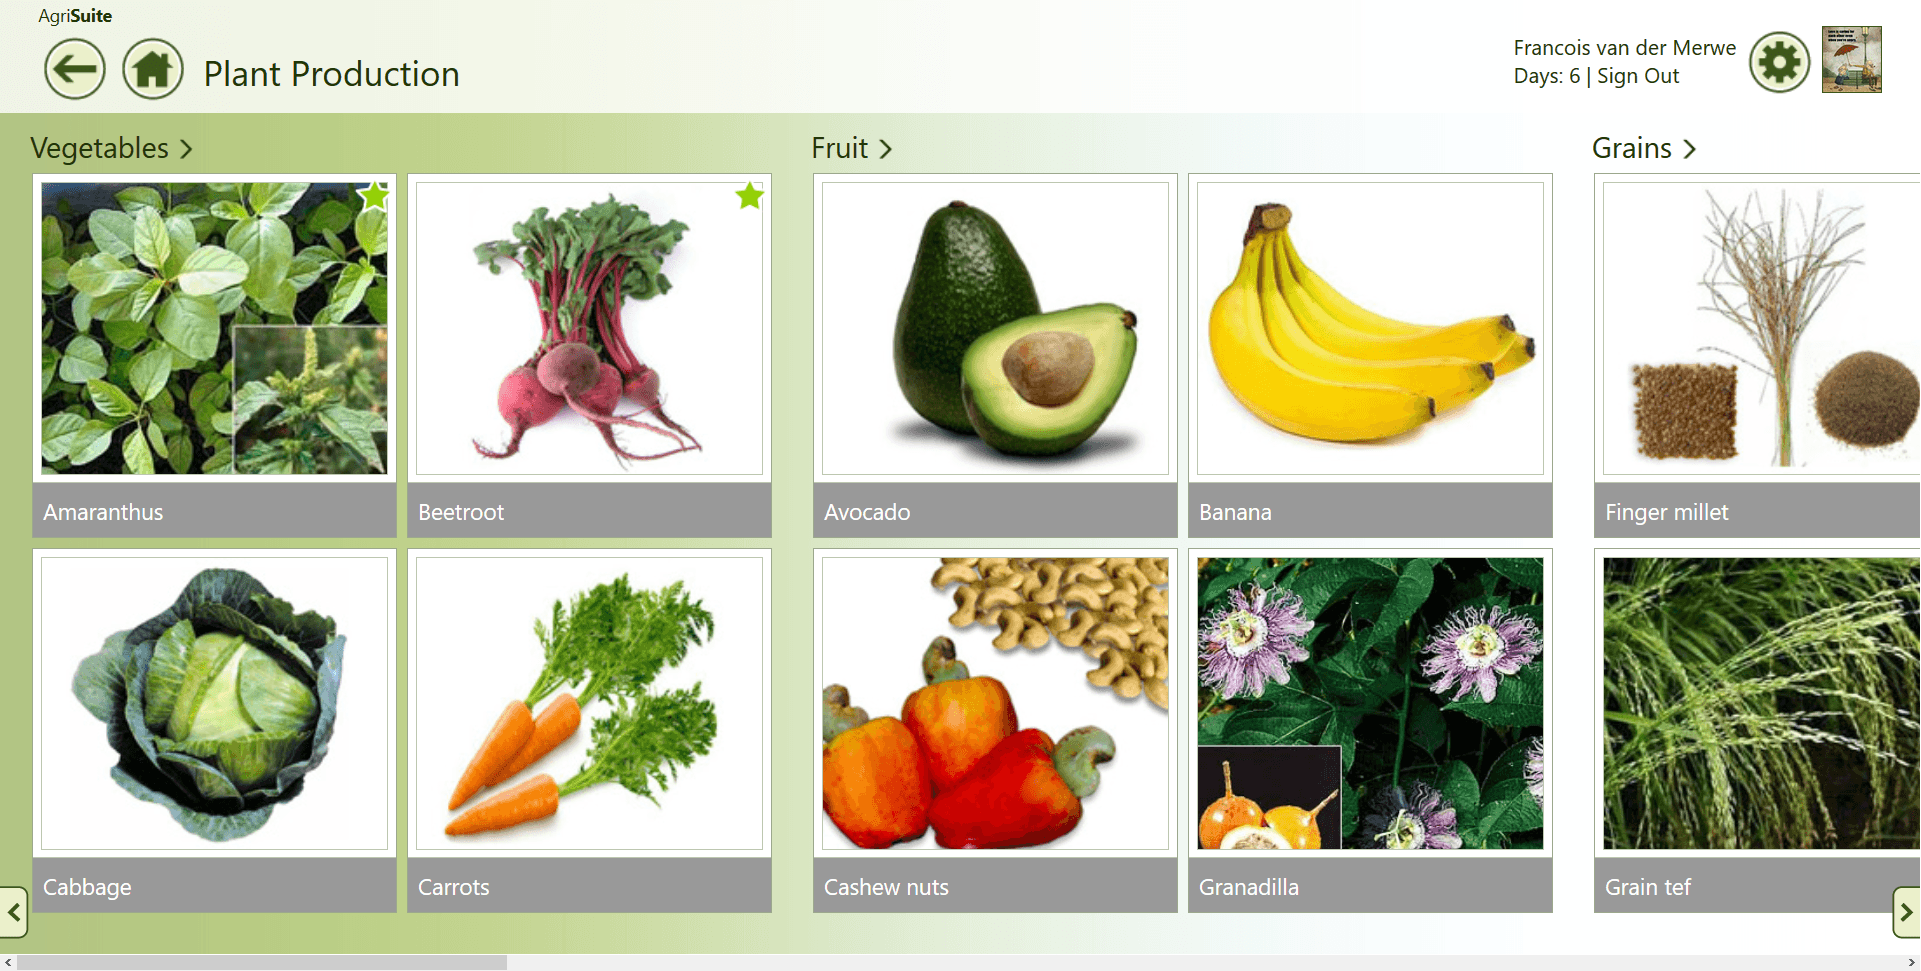 AgriSuite
Plant Production
Francois van der Merwe
Days: 6 | Sign Out
Vegetables >
Fruit >
Grains >
Amaranthus
Beetroot
Avocado
Banana
Finger millet
Cabbage
Carrots
Cashew nuts
Granadilla
Grain tef